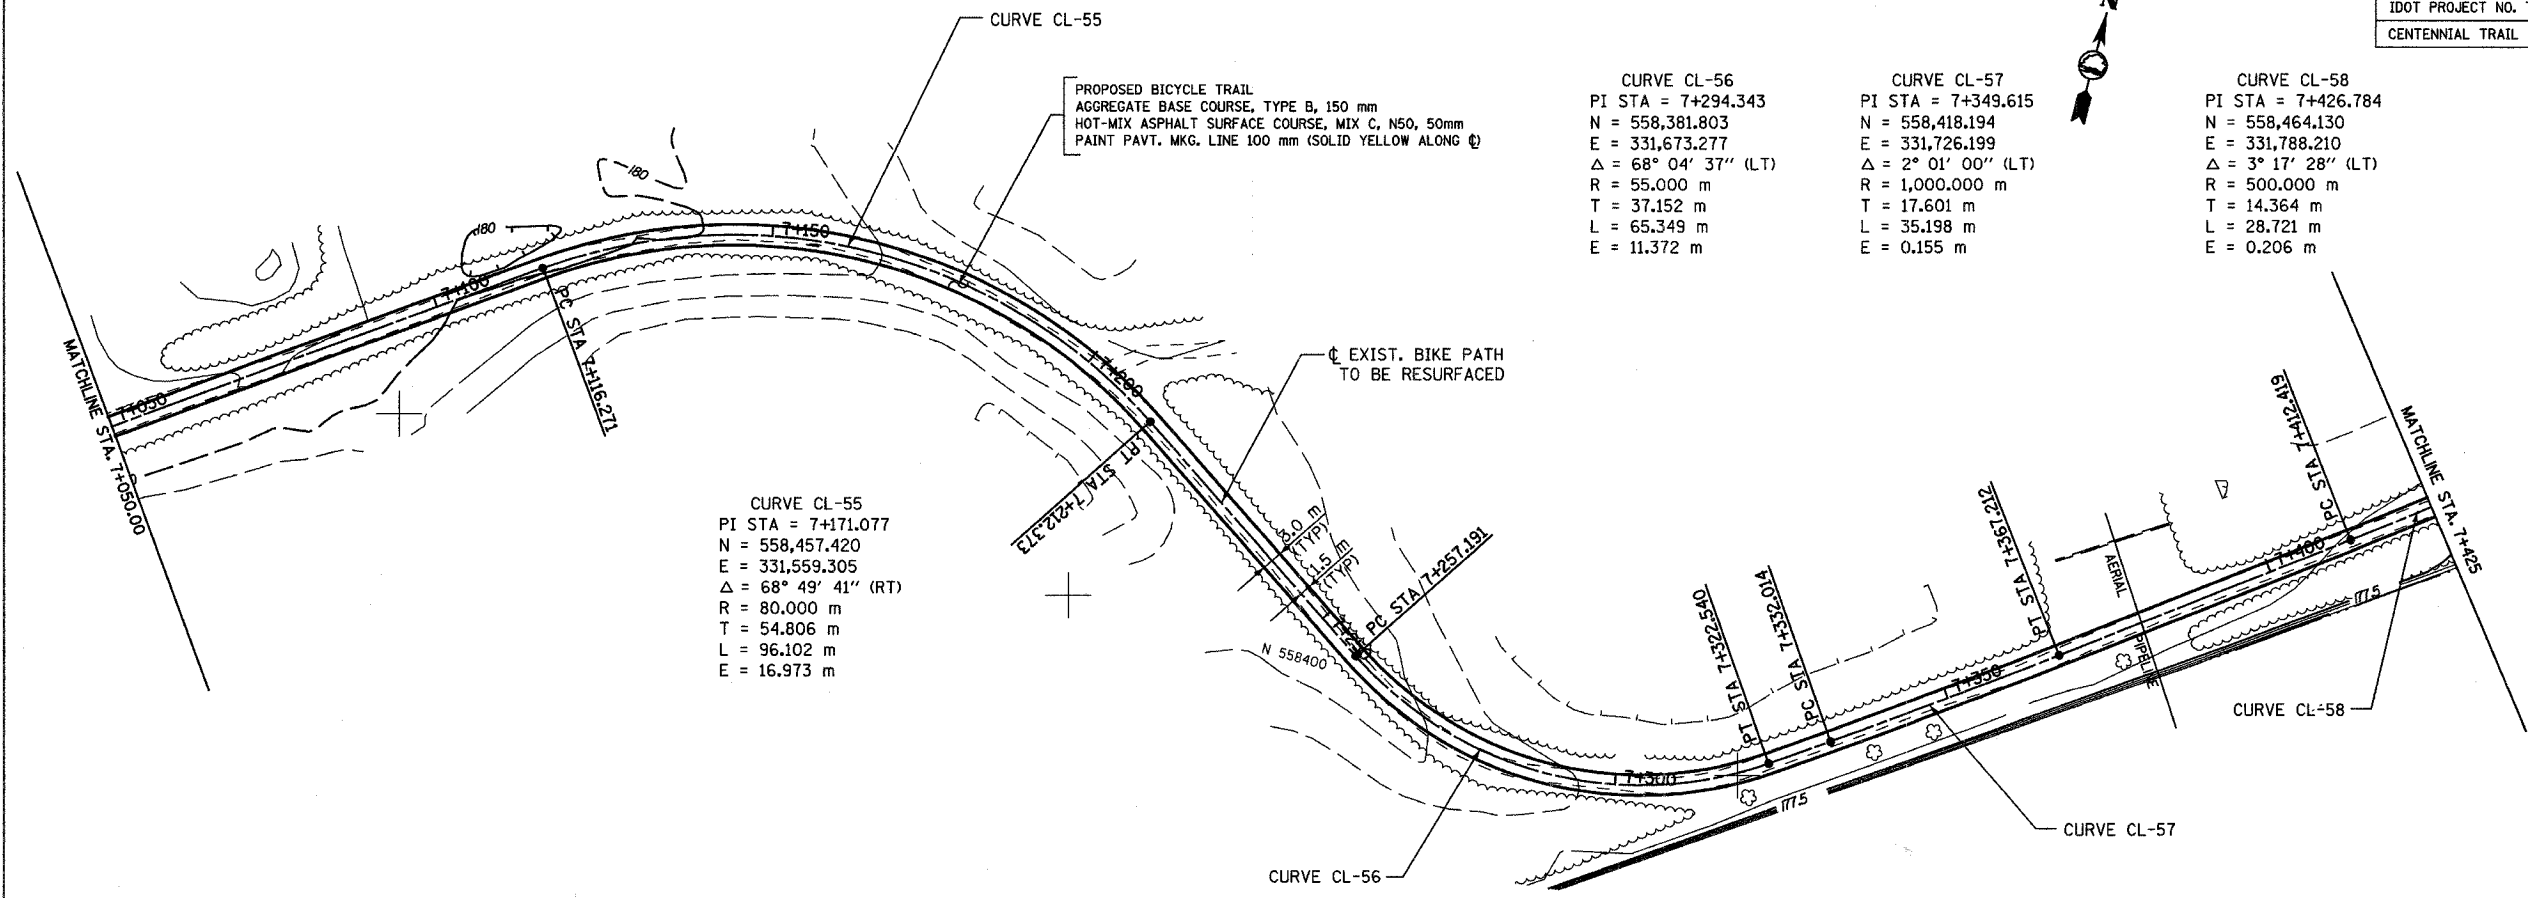 N
IDOT PROJECT NO.
CENTENNIAL TRAIL
CURVE CL-55
PROPOSED BICYCLE TRAIL
AGGREGATE BASE COURSE, TYPE B, 150 mm
HOT-MIX ASPHALT SURFACE COURSE, MIX C, N50, 50mm
PAINT PAVT. MKG. LINE 100 mm (SOLID YELLOW ALONG ℄)
CURVE CL-56
PI STA = 7+294.343
N = 558,381.803
E = 331,673.277
Δ = 68° 04' 37" (LT)
R = 55.000 m
T = 37.152 m
L = 65.349 m
E = 11.372 m
CURVE CL-57
PI STA = 7+349.615
N = 558,418.194
E = 331,726.199
Δ = 2° 01' 00" (LT)
R = 1,000.000 m
T = 17.601 m
L = 35.198 m
E = 0.155 m
CURVE CL-58
PI STA = 7+426.784
N = 558,464.130
E = 331,788.210
Δ = 3° 17' 28" (LT)
R = 500.000 m
T = 14.364 m
L = 28.721 m
E = 0.206 m
180
180
7+150
7+100
7+050
MATCHLINE STA. 7+050.00
PC STA 7+116.271
7+200
℄ EXIST. BIKE PATH
TO BE RESURFACED
PT STA 7+212.373
CURVE CL-55
PI STA = 7+171.077
N = 558,457.420
E = 331,559.305
Δ = 68° 49' 41" (RT)
R = 80.000 m
T = 54.806 m
L = 96.102 m
E = 16.973 m
3.0 m
(TYP)
1.5 m
(TYP)
PC STA 7+257.191
N 558400
7+300
PT STA 7+322.540
PC STA 7+332.014
7+350
PT STA 7+367.212
AERIAL
PIPELINE
7+400
PC STA 7+412.419
MATCHLINE STA. 7+425
177.5
177.5
CURVE CL-58
CURVE CL-57
CURVE CL-56